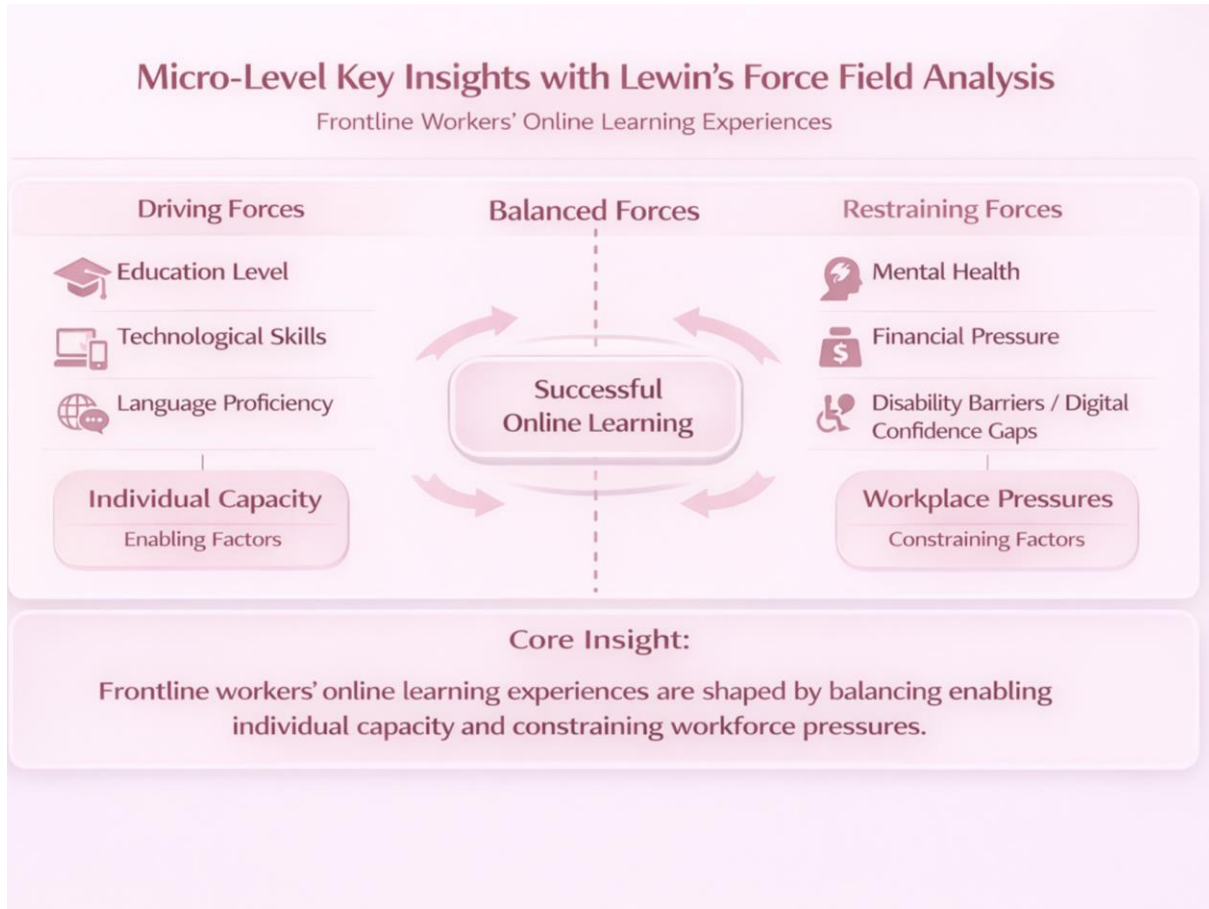 Micro-Level Key Insights with Lewin’s Force Field Analysis
Frontline Workers’ Online Learning Experiences
Driving Forces
Education Level
Technological Skills
Language Proficiency
Individual Capacity
Enabling Factors
Balanced Forces
Successful
Online Learning
Restraining Forces
Mental Health
Financial Pressure
$
Disability Barriers / Digital
Confidence Gaps
Workplace Pressures
Constraining Factors
Core Insight:
Frontline workers’ online learning experiences are shaped by balancing enabling
individual capacity and constraining workforce pressures.